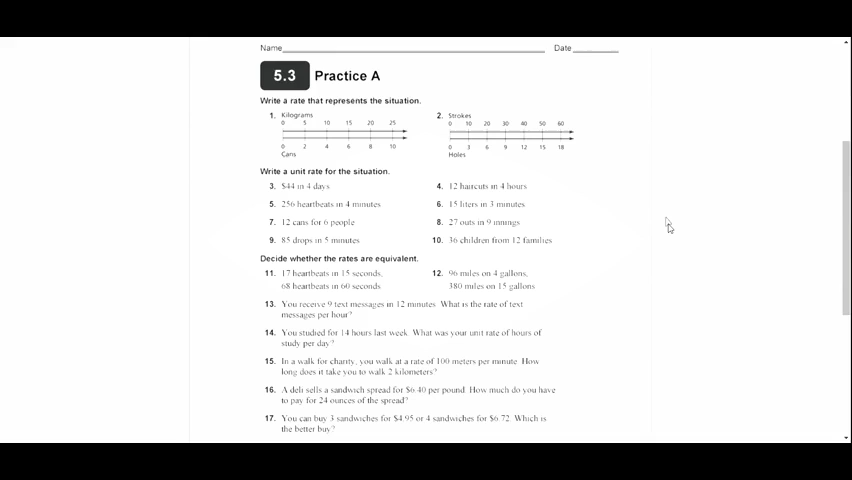 Name Date
5.3 Practice A
Write a rate that represents the situation.
1. Kilograms
0 5 10 15 20 25
0 2 4 6 8 10
Cans
2. Strokes
0 10 20 30 40 50 60
0 3 6 9 12 15 18
Holes
Write a unit rate for the situation.
3. $44 in 4 days
4. 12 haircuts in 4 hours
5. 256 heartbeats in 4 minutes
6. 15 liters in 3 minutes
7. 12 cans for 6 people
8. 27 outs in 9 innings
9. 85 drops in 5 minutes
10. 36 children from 12 families
Decide whether the rates are equivalent.
11. 17 heartbeats in 15 seconds,
68 heartbeats in 60 seconds
12. 96 miles on 4 gallons,
380 miles on 15 gallons
13. You receive 9 text messages in 12 minutes. What is the rate of text
messages per hour?
14. You studied for 14 hours last week. What was your unit rate of hours of
study per day?
15. In a walk for charity, you walk at a rate of 100 meters per minute. How
long does it take you to walk 2 kilometers?
16. A deli sells a sandwich spread for $6.40 per pound. How much do you have
to pay for 24 ounces of the spread?
17. You can buy 3 sandwiches for $4.95 or 4 sandwiches for $6.72. Which is
the better buy?